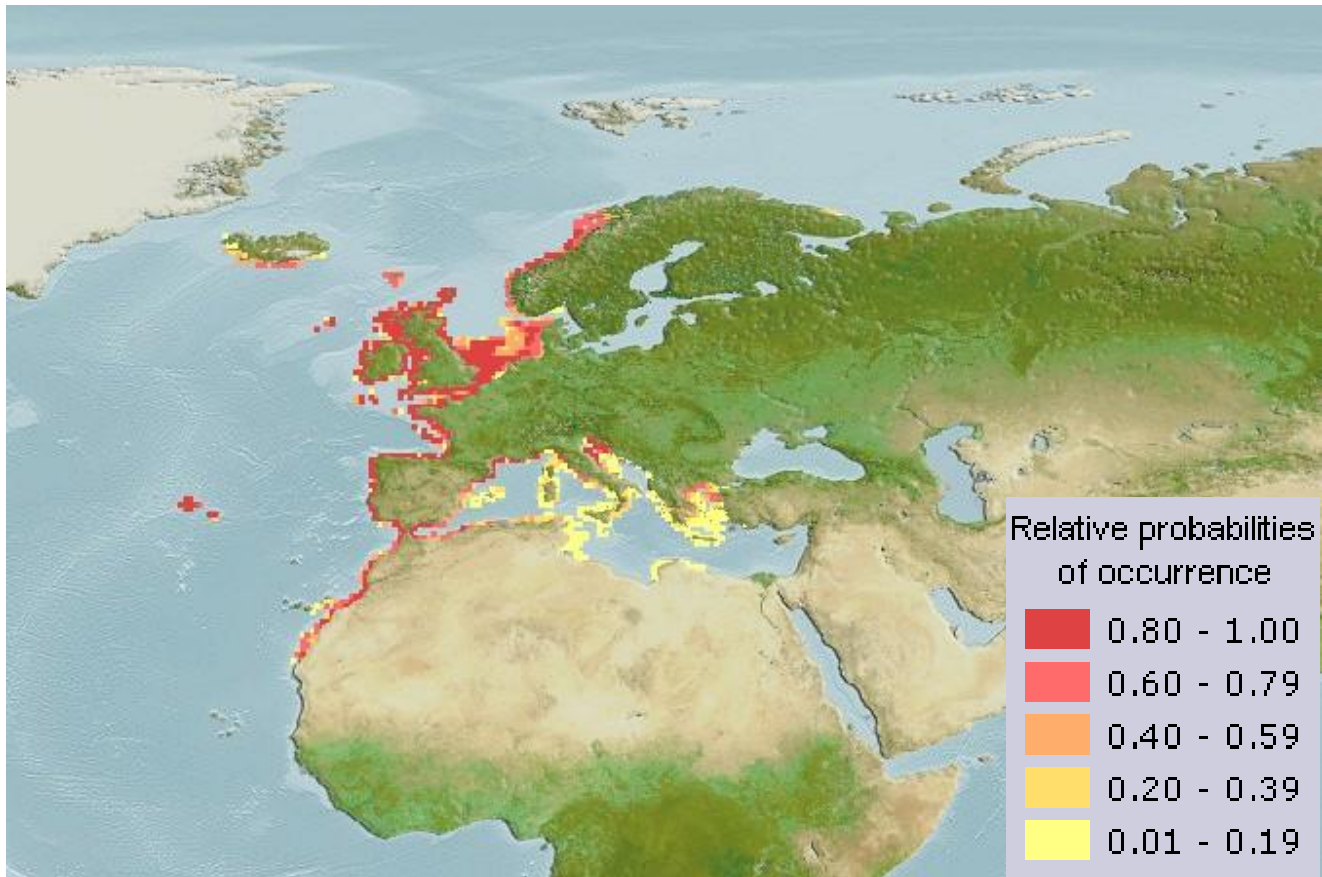 Relative probabilities
of occurrence
0.80 - 1.00
0.60 - 0.79
0.40 - 0.59
0.20 - 0.39
0.01 - 0.19